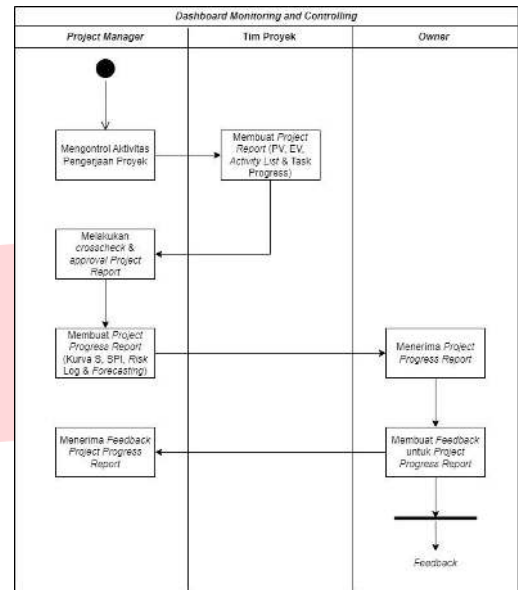 Dashboard Monitoring and Controlling
Project Manager
Tim Proyek
Owner
Mengontrol Aktivitas
Pengerjaan Proyek
Membuat Project
Report (PV, EV,
Activity List & Task
Progress)
Melakukan
crosscheck &
approval Project
Report
Membuat Project
Progress Report
(Kurva S, SPI, Risk
Log & Forecasting)
Menerima Project
Progress Report
Menerima Feedback
Project Progress
Report
Membuat Feedback
untuk Project
Progress Report
Feedback